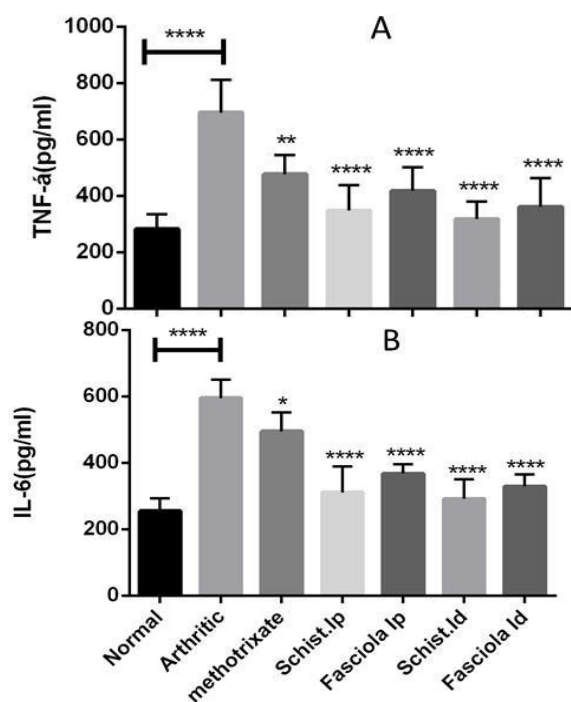 A
TNF-á(pg/ml)
1000
800
600
400
200
0
****
**
****
****
****
****
B
IL-6(pg/ml)
800
600
400
200
0
****
*
****
****
****
****
Normal
Arthritic
methotrixate
Schist.Ip
Fasciola Ip
Schist.Id
Fasciola Id